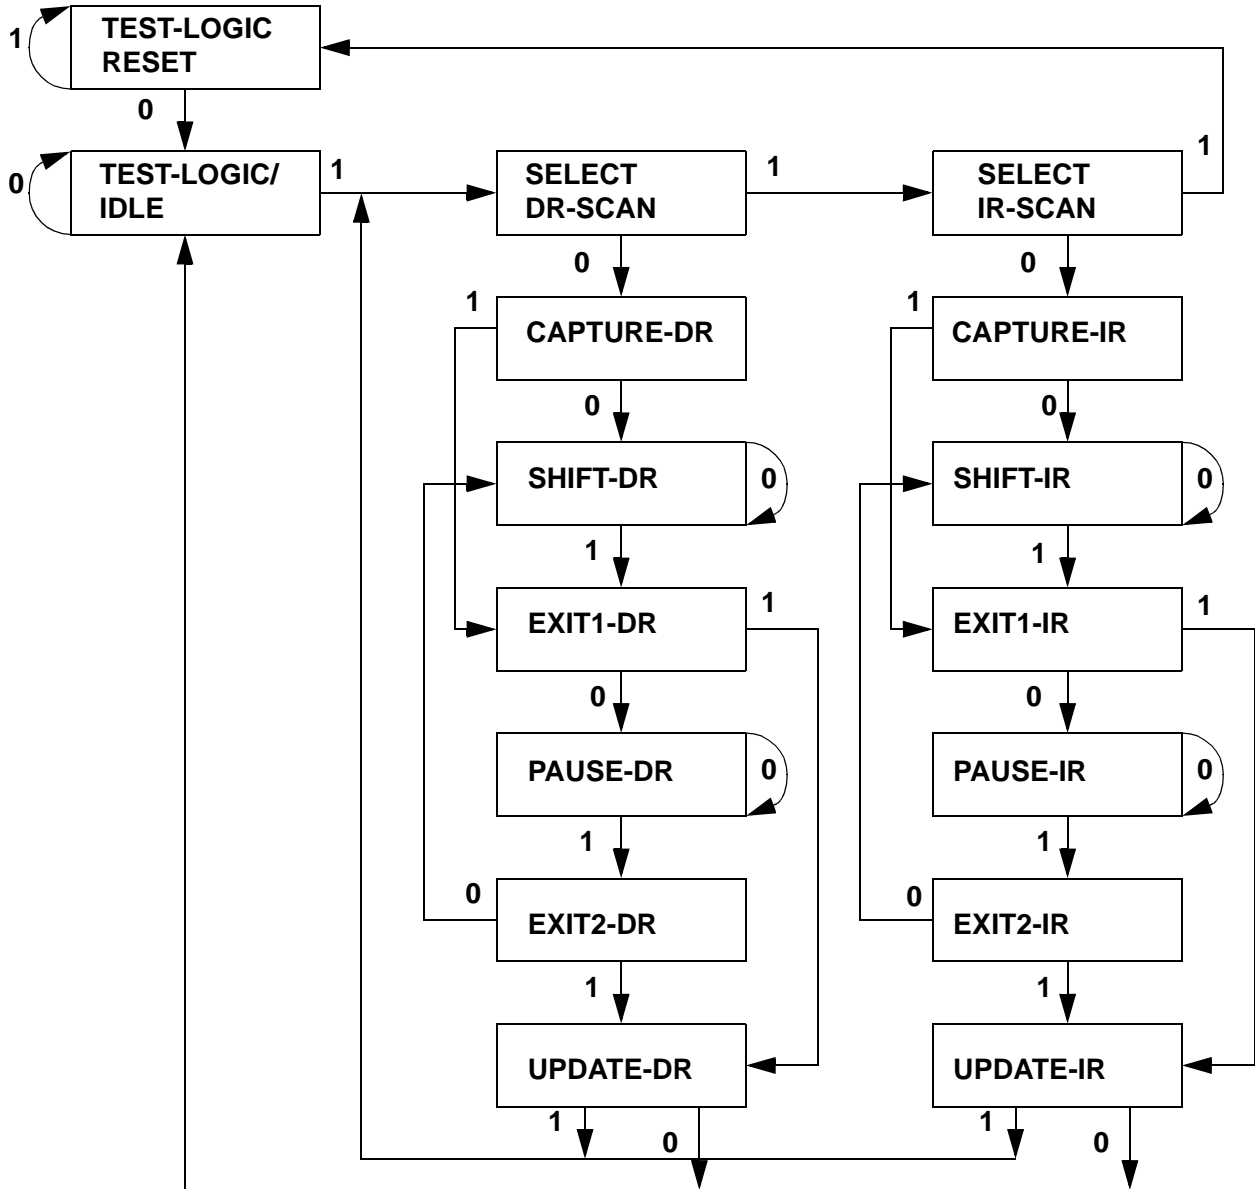 1
TEST-LOGIC
RESET
0
0
TEST-LOGIC/
IDLE
1
SELECT
DR-SCAN
1
SELECT
IR-SCAN
1
0
0
1
CAPTURE-DR
1
CAPTURE-IR
0
0
SHIFT-DR
0
SHIFT-IR
0
1
1
EXIT1-DR
1
EXIT1-IR
1
0
0
PAUSE-DR
0
PAUSE-IR
0
1
1
0
EXIT2-DR
0
EXIT2-IR
1
1
UPDATE-DR
UPDATE-IR
1
0
1
0